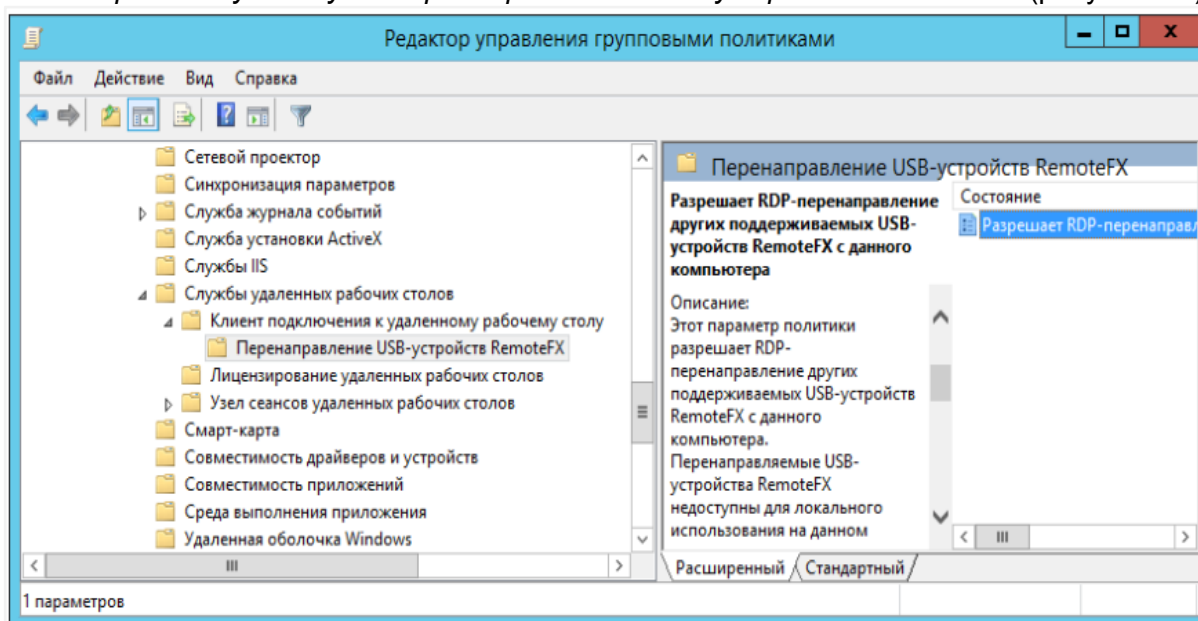 Редактор управления групповыми политиками
Файл Действие Вид Справка
Сетевой проектор
Синхронизация параметров
Служба журнала событий
Служба установки ActiveX
Службы IIS
Службы удаленных рабочих столов
Клиент подключения к удаленному рабочему столу
Перенаправление USB-устройств RemoteFX
Лицензирование удаленных рабочих столов
Узел сеансов удаленных рабочих столов
Смарт-карта
Совместимость драйверов и устройств
Совместимость приложений
Среда выполнения приложения
Удаленная оболочка Windows
Перенаправление USB-устройств RemoteFX
Разрешает RDP-перенаправление
других поддерживаемых USB-
устройств RemoteFX с данного
компьютера
Описание:
Этот параметр политики
разрешает RDP-
перенаправление других
поддерживаемых USB-устройств
RemoteFX с данного
компьютера.
Перенаправляемые USB-
устройства RemoteFX
недоступны для локального
использования на данном
Состояние
Разрешает RDP-перенаправл
Расширенный Стандартный
1 параметров